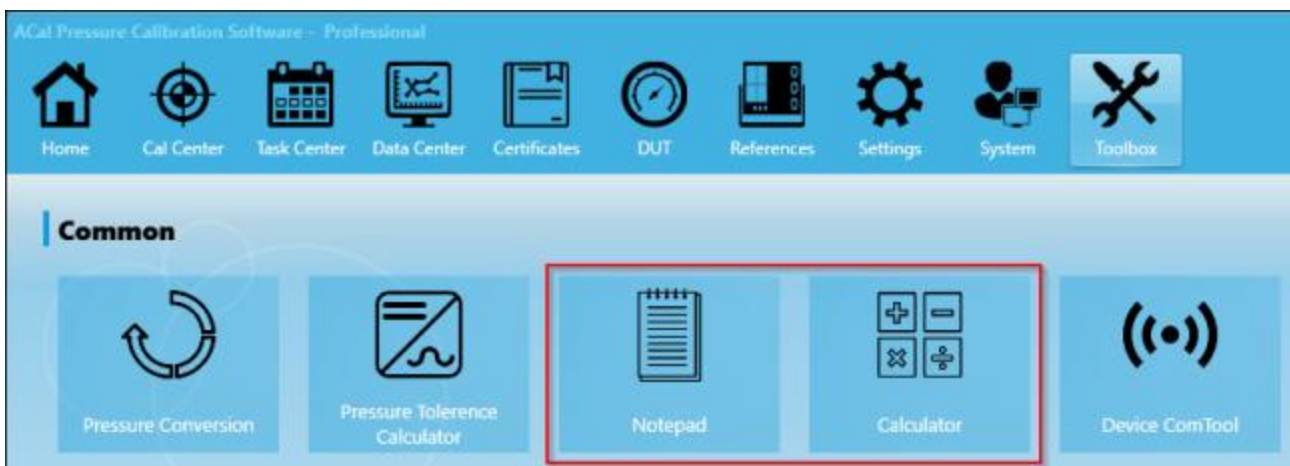 ACal Pressure Calibration Software - Professional
Home Cal Center Task Center Data Center Certificates DUT References Settings System Toolbox
Common
Pressure Conversion
Pressure Tolerence
Calculator
Notepad
Calculator
Device ComTool